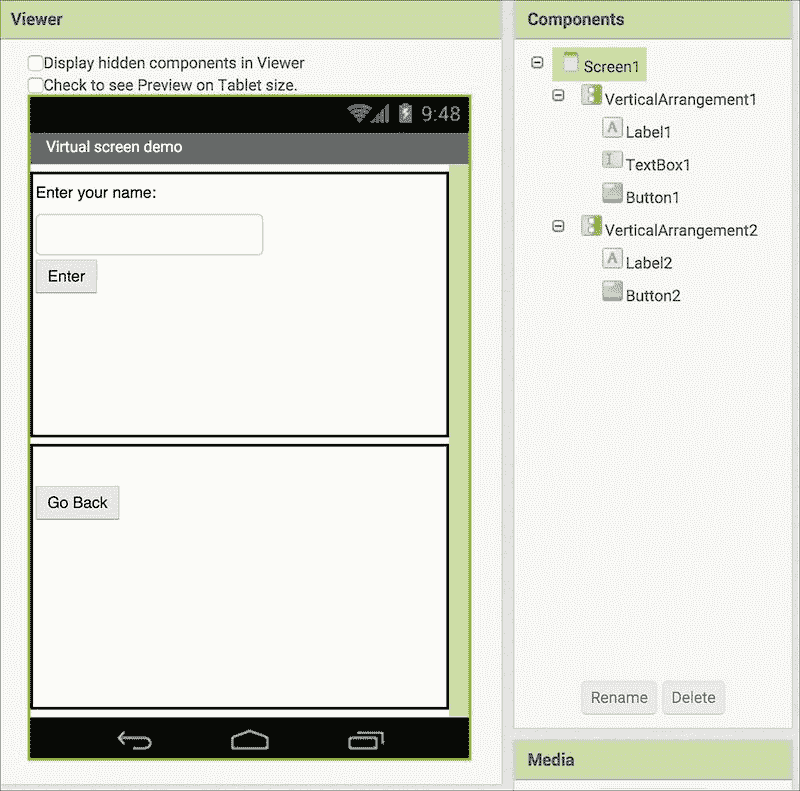 Viewer
Display hidden components in Viewer
Check to see Preview on Tablet size.
9:48
Virtual screen demo
Enter your name:
Enter
Go Back
Components
Screen1
VerticalArrangement1
A Label1
TextBox1
Button1
VerticalArrangement2
A Label2
Button2
Rename Delete
Media